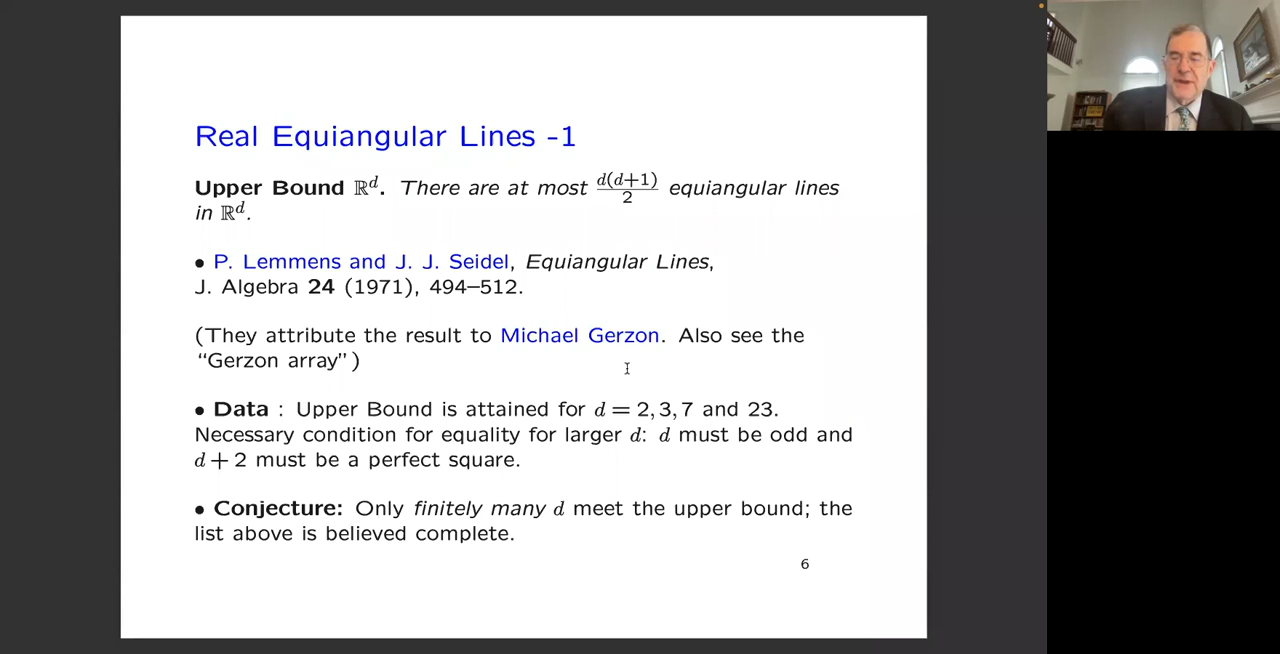 Real Equiangular Lines -1
Upper Bound ℝ^d. There are at most d(d+1)/2 equiangular lines
in ℝ^d.
• P. Lemmens and J. J. Seidel, Equiangular Lines,
J. Algebra 24 (1971), 494–512.
(They attribute the result to Michael Gerzon. Also see the
“Gerzon array”)
• Data : Upper Bound is attained for d = 2, 3, 7 and 23.
Necessary condition for equality for larger d: d must be odd and
d + 2 must be a perfect square.
• Conjecture: Only finitely many d meet the upper bound; the
list above is believed complete.
6